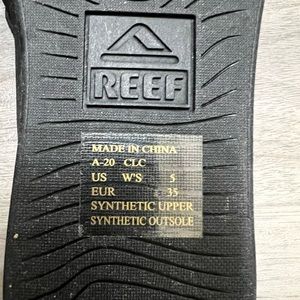 REEF
MADE IN CHINA
A-20 CLC
US W'S 5
EUR 35
SYNTHETIC UPPER
SYNTHETIC OUTSOLE